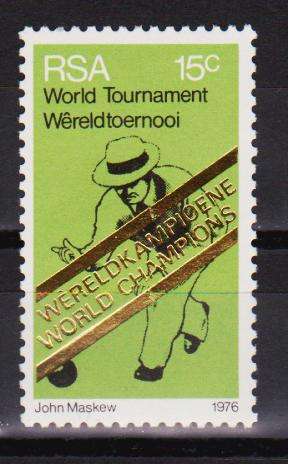 RSA 15c
World Tournament
Wêreldtoernooi
WÊRELDKAMPIOENE
WORLD CHAMPIONS
John Maskew 1976